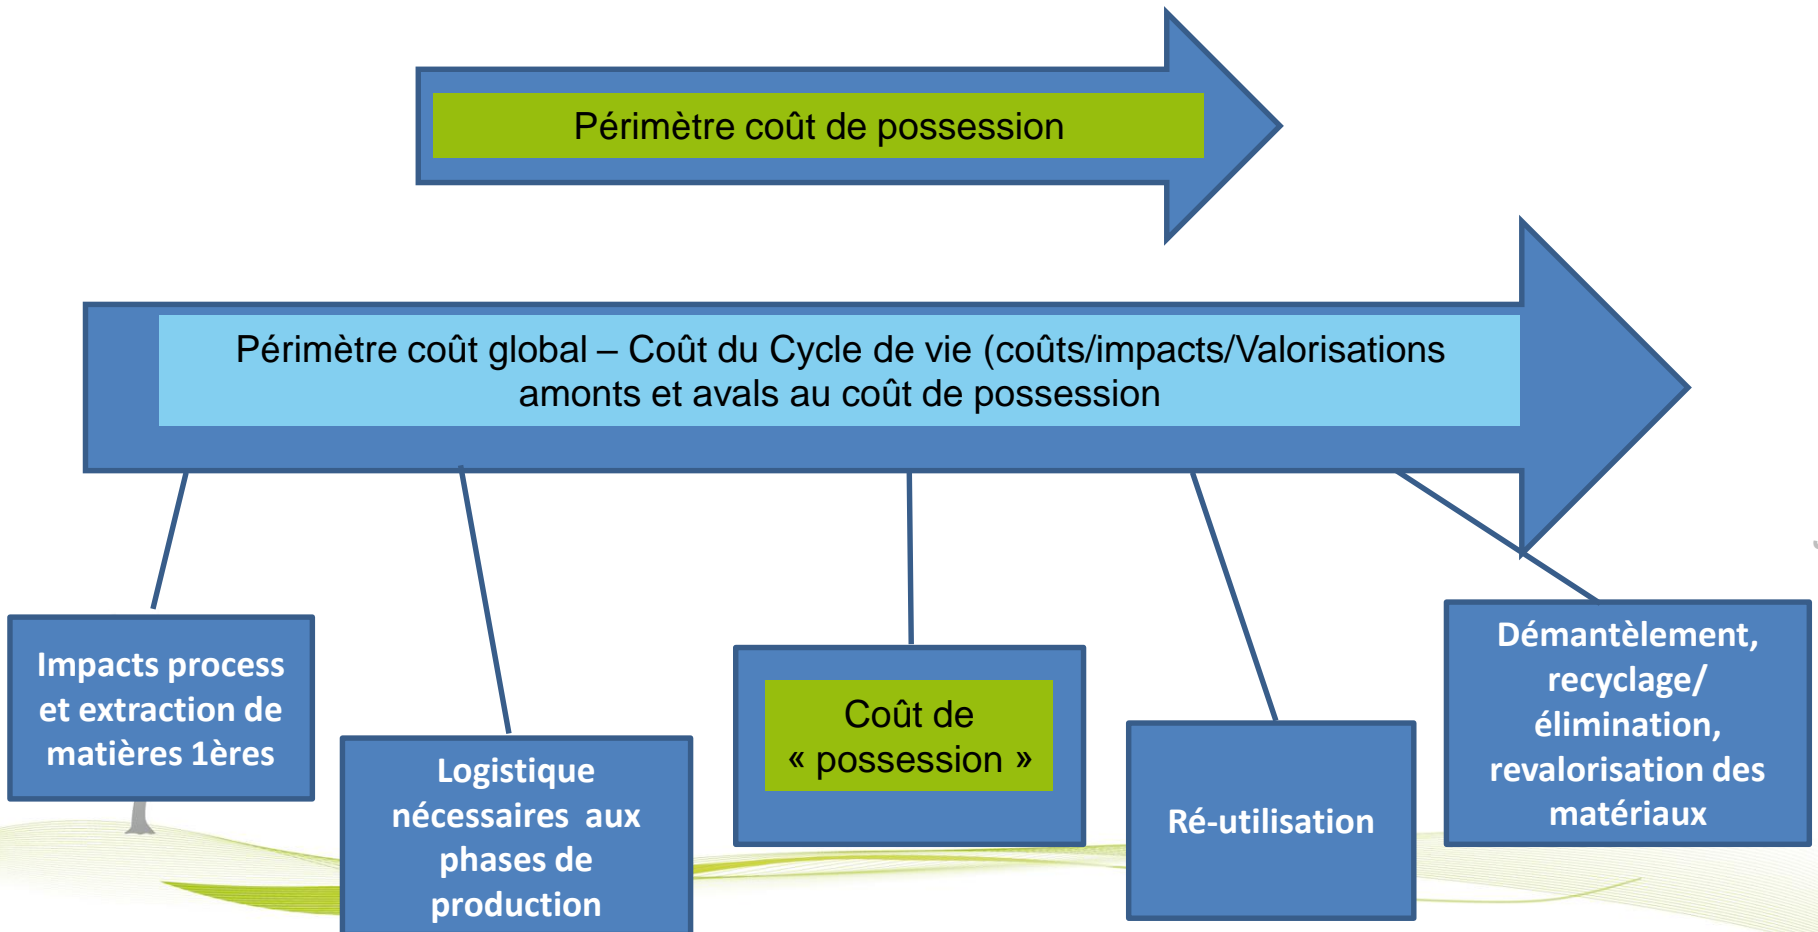 Périmètre coût de possession
Périmètre coût global – Coût du Cycle de vie (coûts/impacts/Valorisations
amonts et avals au coût de possession
Impacts process
et extraction de
matières 1ères
Logistique
nécessaires aux
phases de
production
Coût de
« possession »
Ré-utilisation
Démantèlement,
recyclage/
élimination,
revalorisation des
matériaux